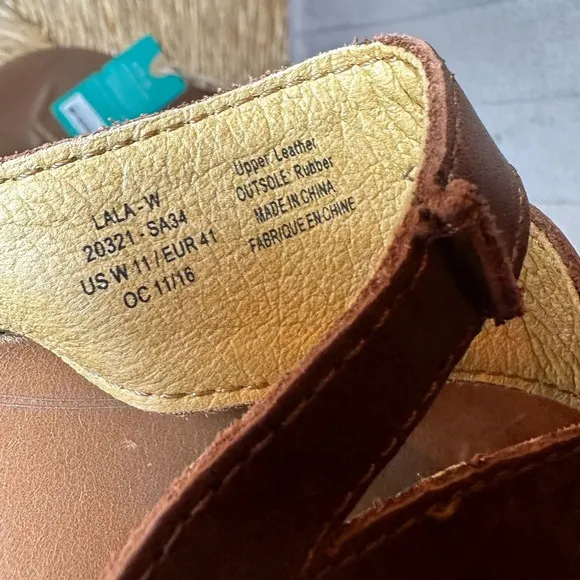 LALA - W
20321 - SA34
US W 11 / EUR 41
OC 11/16
Upper Leather
OUTSOLE Rubber
MADE IN CHINA
FABRIQUE EN CHINE